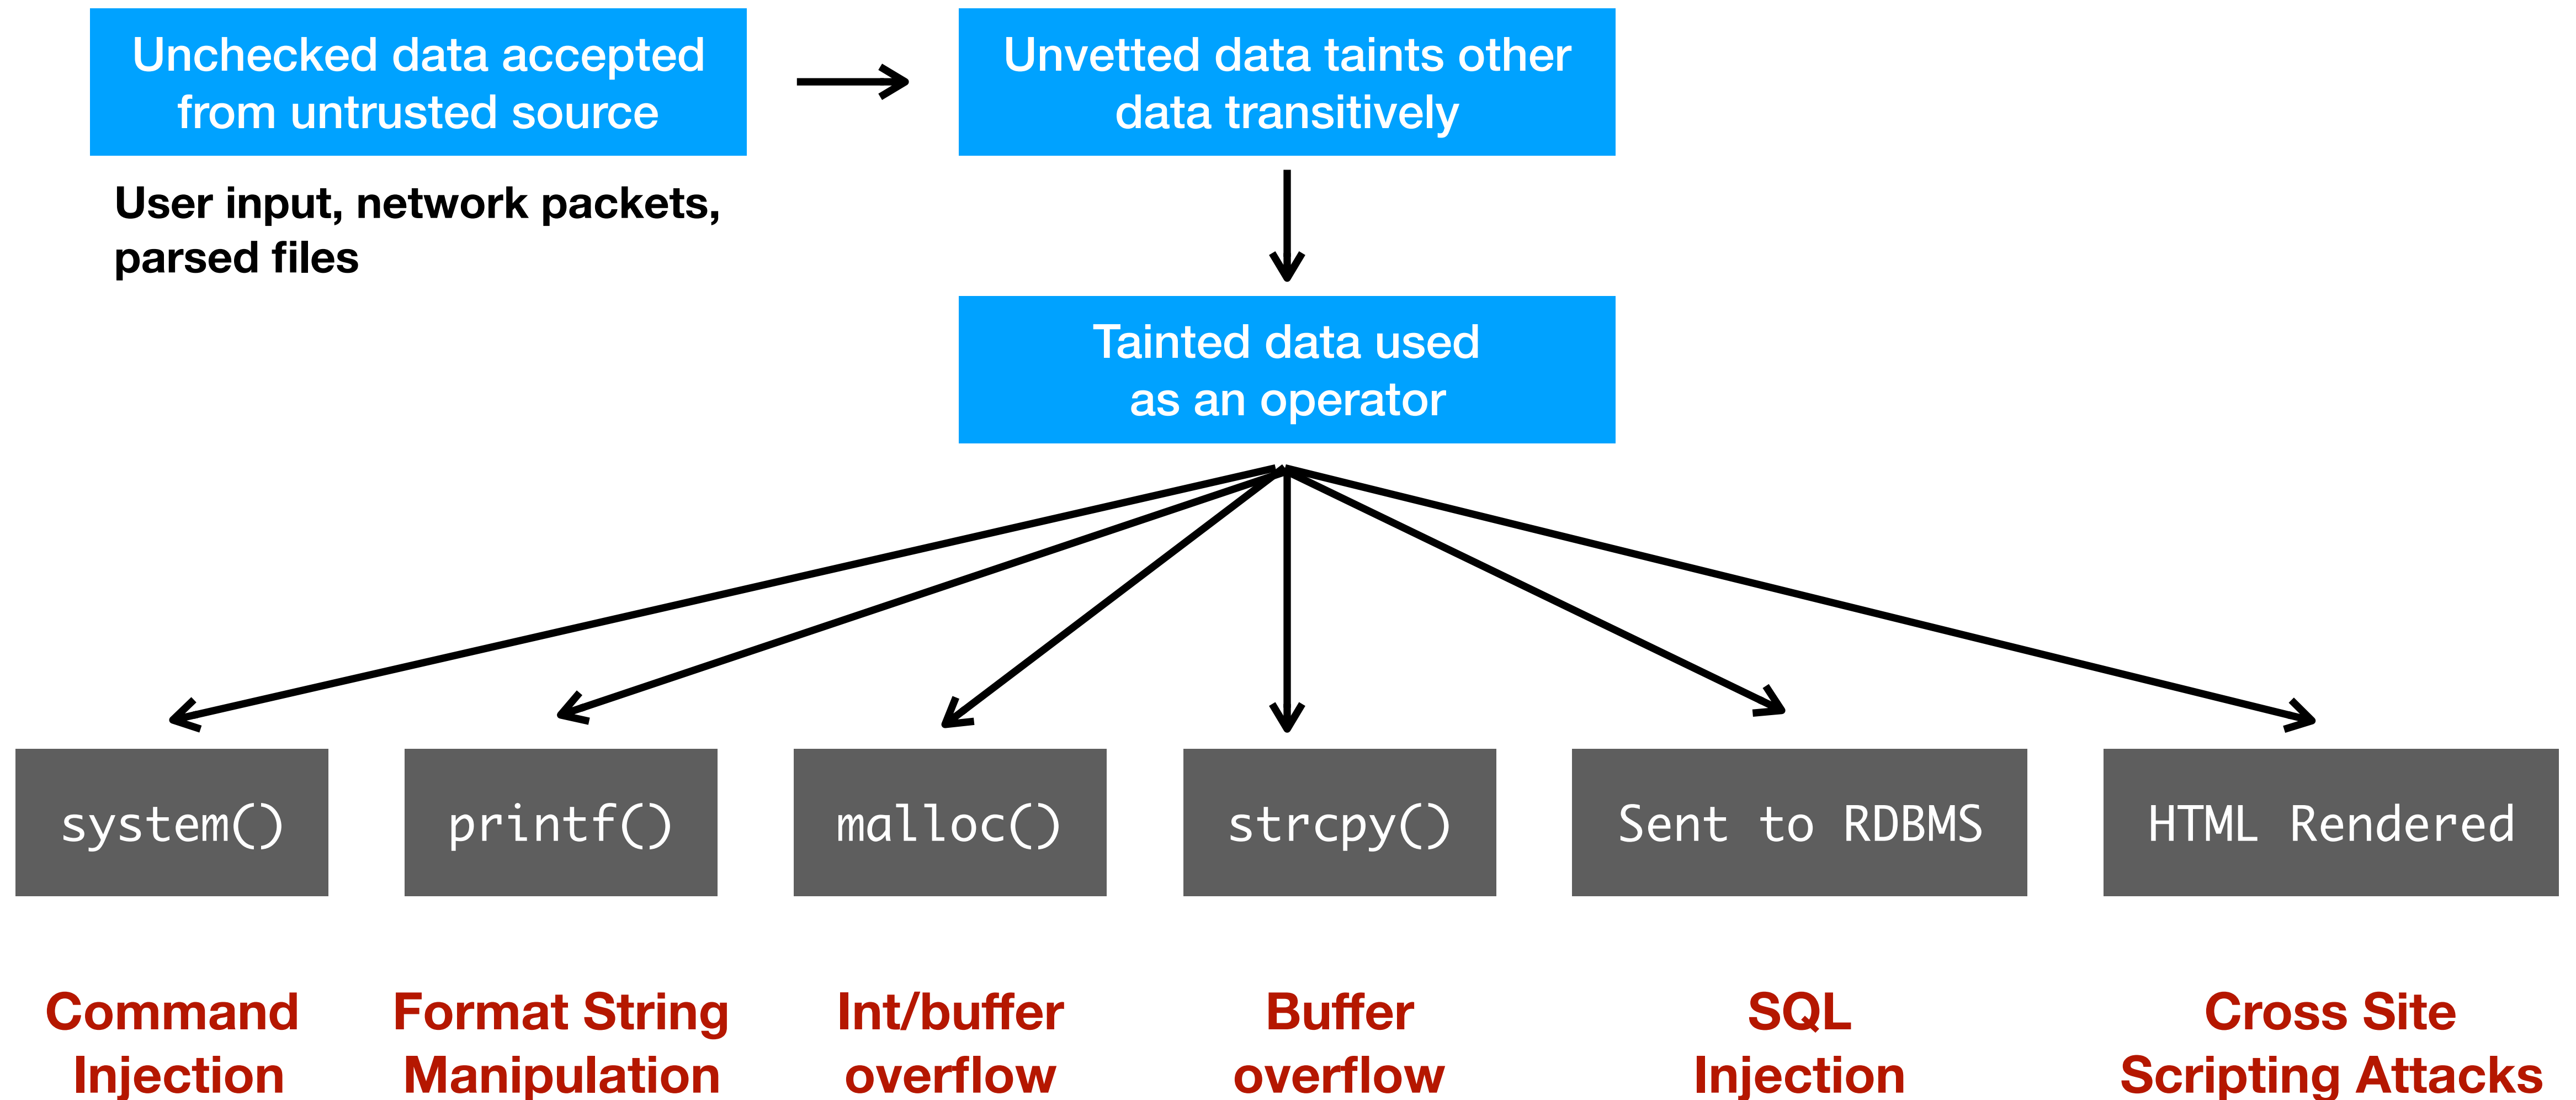 Unchecked data accepted
from untrusted source
Unvetted data taints other
data transitively
User input, network packets,
parsed files
Tainted data used
as an operator
system()
printf()
malloc()
strcpy()
Sent to RDBMS
HTML Rendered
Command
Injection
Format String
Manipulation
Int/buffer
overflow
Buffer
overflow
SQL
Injection
Cross Site
Scripting Attacks